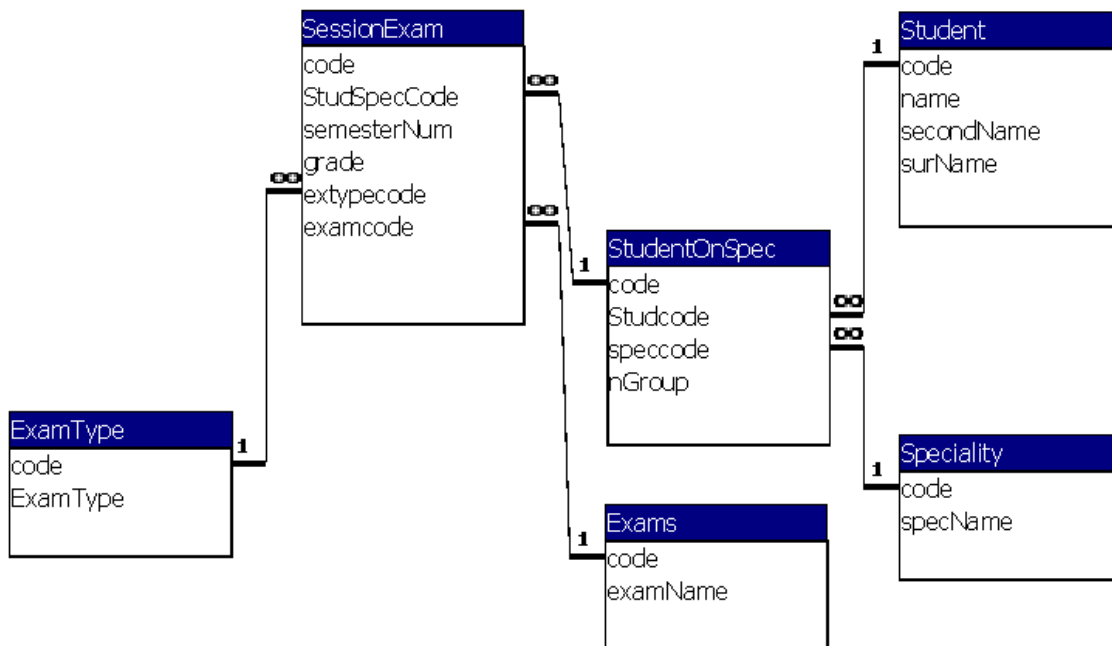 SessionExam
code
StudSpecCode
semesterNum
grade
extypecode
examcode
Student
code
name
secondName
surName
StudentOnSpec
code
Studcode
speccode
nGroup
ExamType
code
ExamType
Exams
code
examName
Speciality
code
specName
1
∞
∞
∞
1
∞
∞
1
1
1